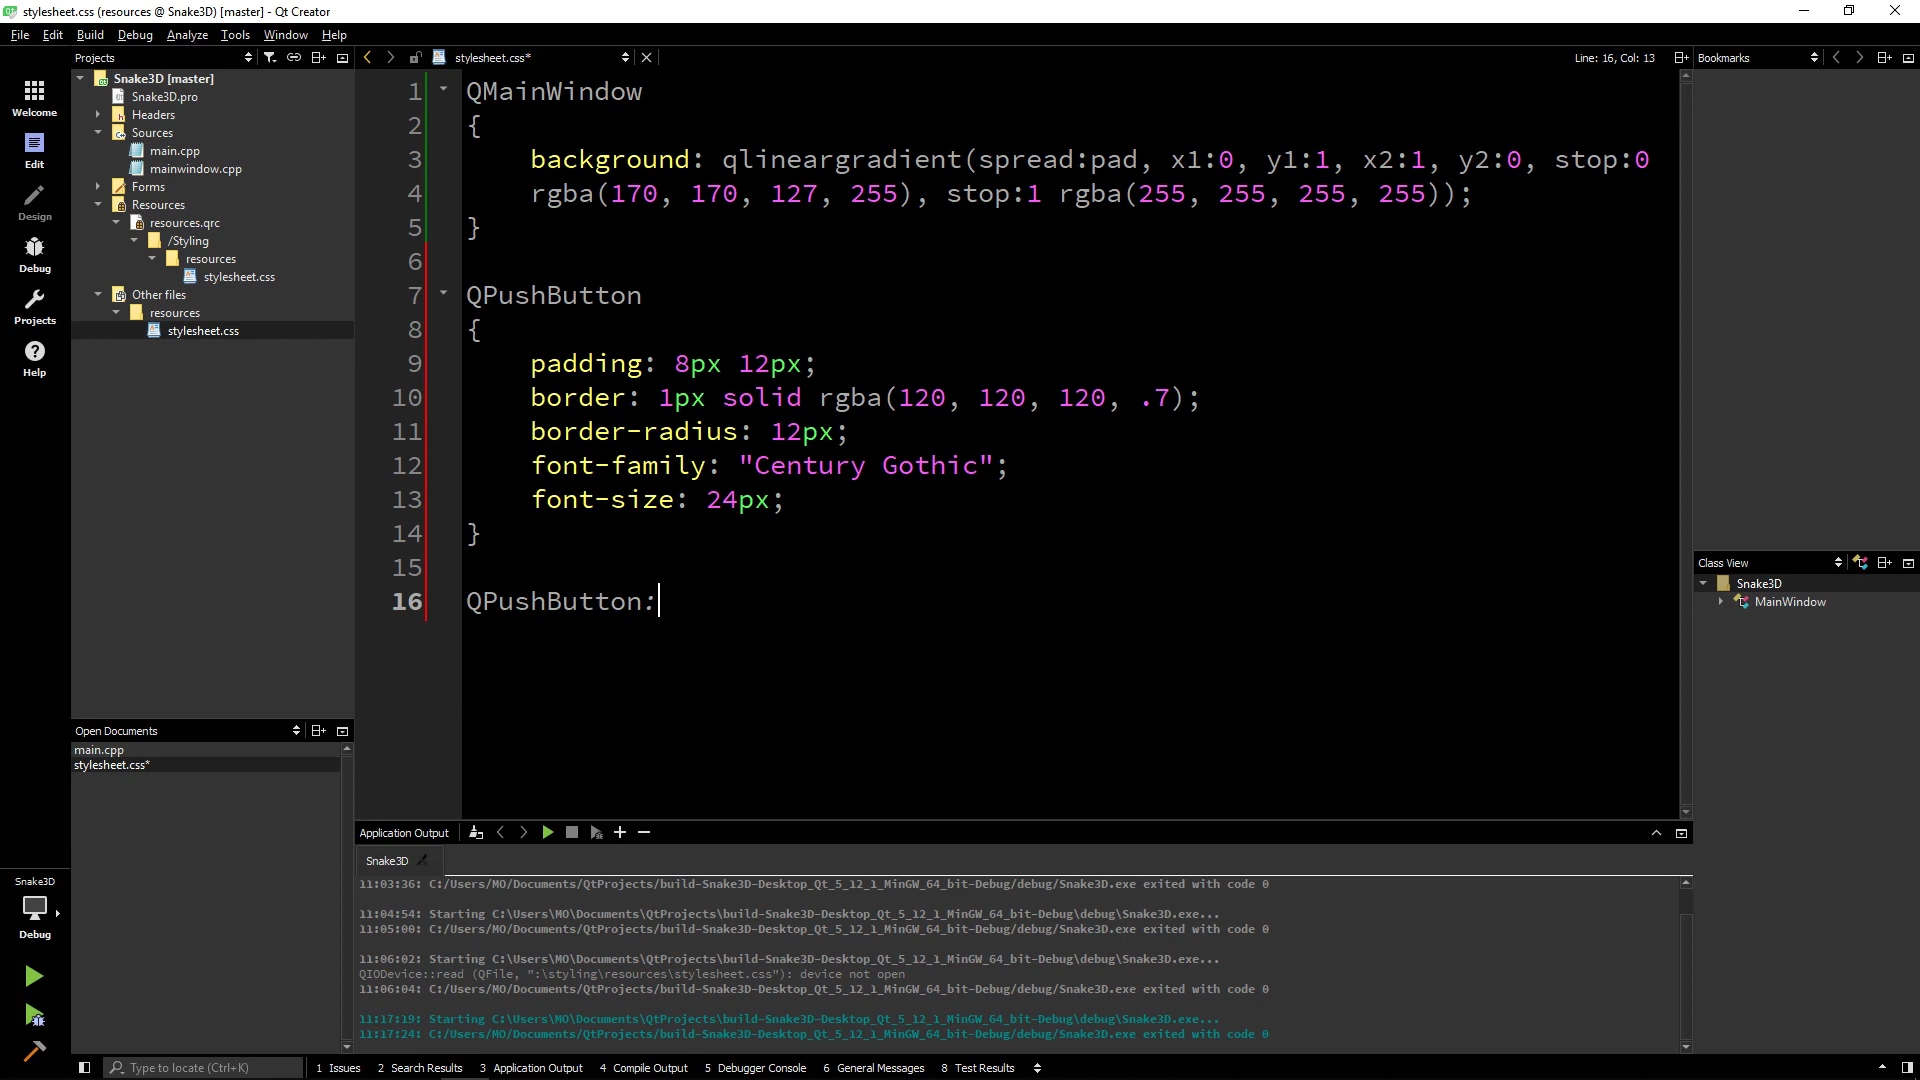 stylesheet.css (resources @ Snake3D) [master] - Qt Creator
File Edit Build Debug Analyze Tools Window Help
Projects
stylesheet.css*
Line: 16, Col: 13
Bookmarks
Welcome
Edit
Design
Debug
Projects
Help
Snake3D [master]
Snake3D.pro
Headers
Sources
main.cpp
mainwindow.cpp
Forms
Resources
resources.qrc
/Styling
resources
stylesheet.css
Other files
resources
stylesheet.css
1 QMainWindow
2 {
3 background: qlineargradient(spread:pad, x1:0, y1:1, x2:1, y2:0, stop:0
4 rgba(170, 170, 127, 255), stop:1 rgba(255, 255, 255, 255));
5 }
6
7 QPushButton
8 {
9 padding: 8px 12px;
10 border: 1px solid rgba(120, 120, 120, .7);
11 border-radius: 12px;
12 font-family: "Century Gothic";
13 font-size: 24px;
14 }
15
16 QPushButton:
Class View
Snake3D
MainWindow
Open Documents
main.cpp
stylesheet.css*
Application Output
Snake3D
11:03:36: C:/Users/MO/Documents/QtProjects/build-Snake3D-Desktop_Qt_5_12_1_MinGW_64_bit-Debug/debug/Snake3D.exe exited with code 0
11:04:54: Starting C:\Users\MO\Documents\QtProjects\build-Snake3D-Desktop_Qt_5_12_1_MinGW_64_bit-Debug\debug\Snake3D.exe...
11:05:00: C:/Users/MO/Documents/QtProjects/build-Snake3D-Desktop_Qt_5_12_1_MinGW_64_bit-Debug/debug/Snake3D.exe exited with code 0
11:06:02: Starting C:\Users\MO\Documents\QtProjects\build-Snake3D-Desktop_Qt_5_12_1_MinGW_64_bit-Debug\debug\Snake3D.exe...
QIODevice::read (QFile, ":\styling\resources\stylesheet.css"): device not open
11:06:04: C:/Users/MO/Documents/QtProjects/build-Snake3D-Desktop_Qt_5_12_1_MinGW_64_bit-Debug/debug/Snake3D.exe exited with code 0
11:17:19: Starting C:\Users\MO\Documents\QtProjects\build-Snake3D-Desktop_Qt_5_12_1_MinGW_64_bit-Debug\debug\Snake3D.exe...
11:17:24: C:/Users/MO/Documents/QtProjects/build-Snake3D-Desktop_Qt_5_12_1_MinGW_64_bit-Debug/debug/Snake3D.exe exited with code 0
Snake3D
Debug
Type to locate (Ctrl+K)
1 Issues 2 Search Results 3 Application Output 4 Compile Output 5 Debugger Console 6 General Messages 8 Test Results